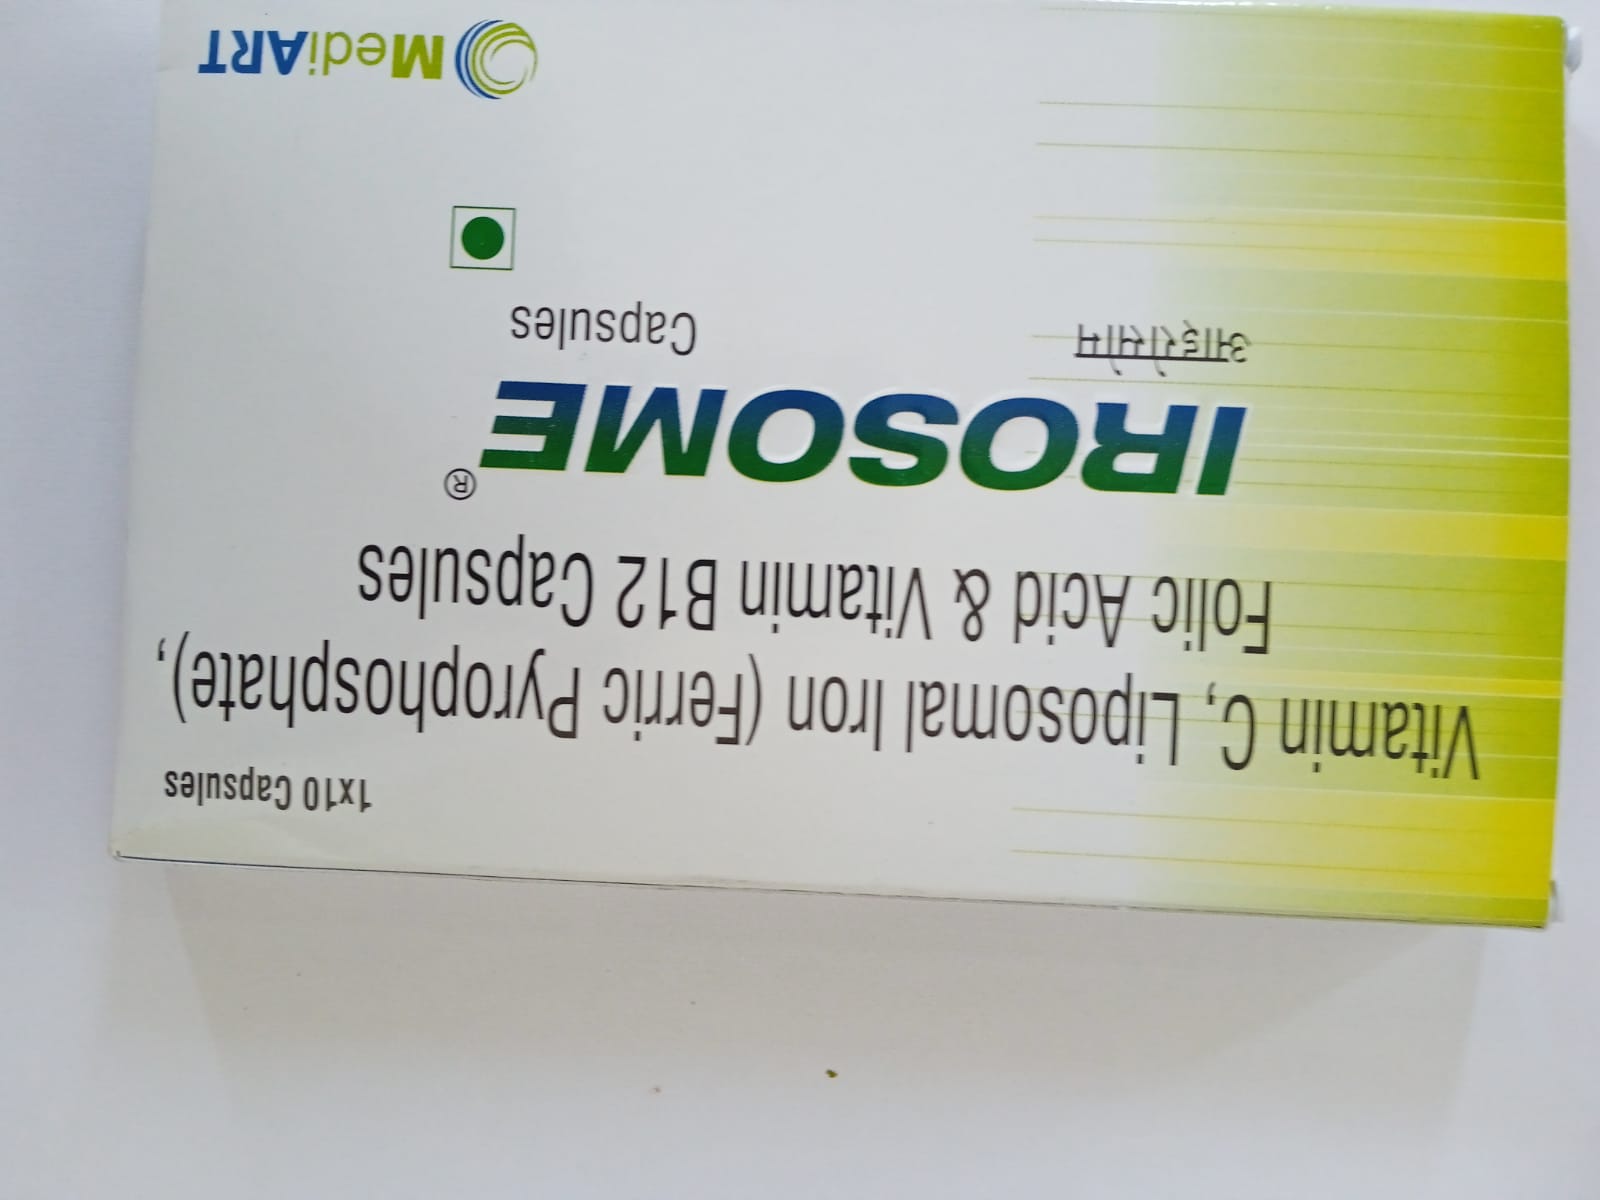 1x10 Capsules
Vitamin C, Liposomal Iron (Ferric Pyrophosphate),
Folic Acid & Vitamin B12 Capsules
IROSOME®
आइरोसोम
Capsules
MediART